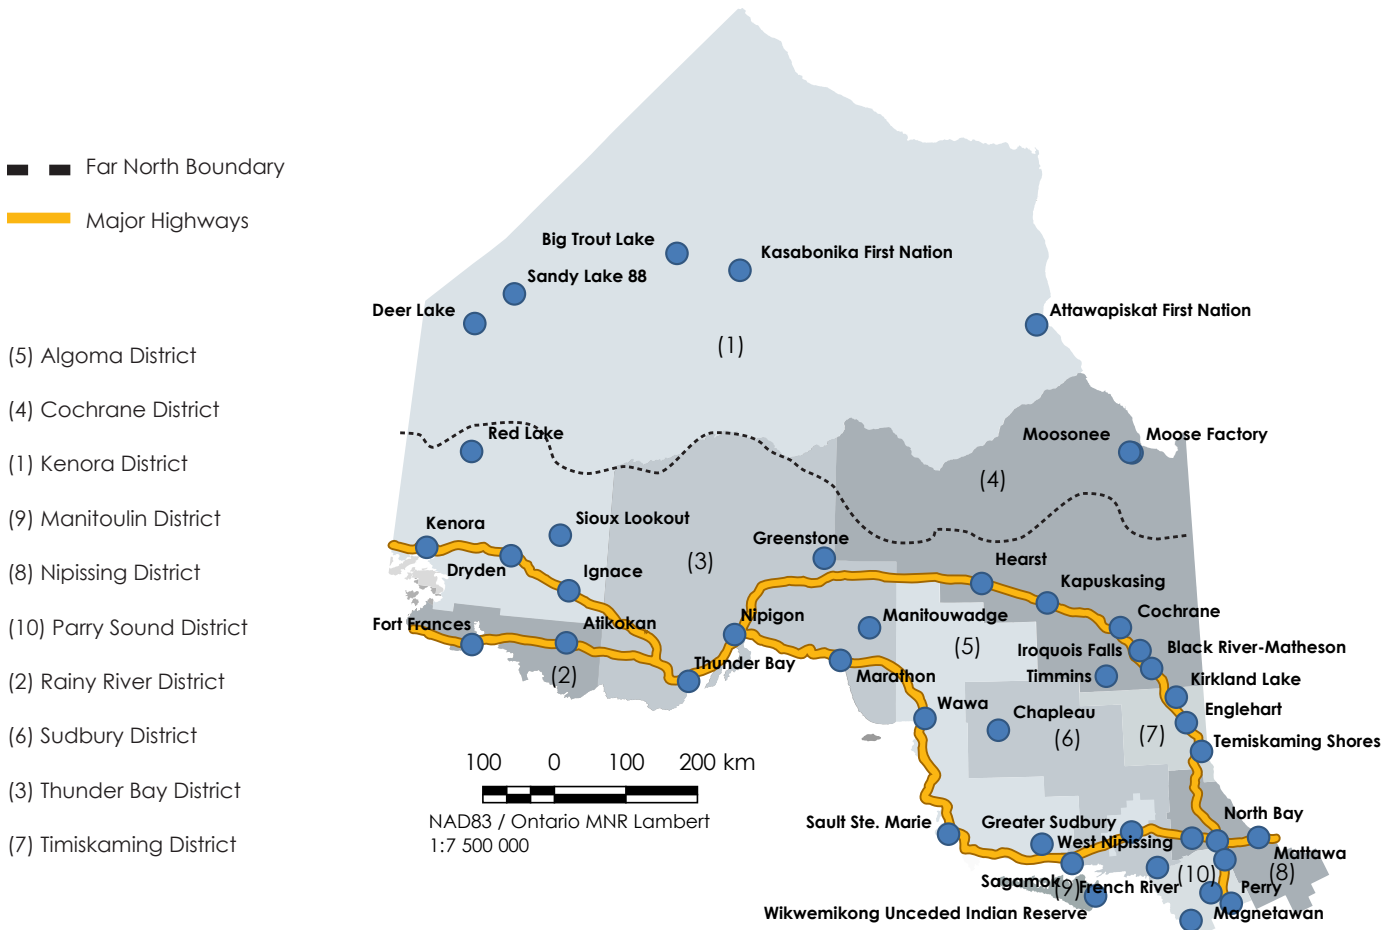 Far North Boundary
Major Highways
(5) Algoma District
(4) Cochrane District
(1) Kenora District
(9) Manitoulin District
(8) Nipissing District
(10) Parry Sound District
(2) Rainy River District
(6) Sudbury District
(3) Thunder Bay District
(7) Timiskaming District
Big Trout Lake
Kasabonika First Nation
Sandy Lake 88
Deer Lake
Attawapiskat First Nation
(1)
Red Lake
Moosonee
Moose Factory
(4)
Kenora
Sioux Lookout
Greenstone
(3)
Hearst
Dryden
Ignace
Kapuskasing
Fort Frances
Atikokan
Nipigon
Manitouwadge
Cochrane
(5)
Iroquois Falls
Black River-Matheson
Thunder Bay
Marathon
Timmins
Kirkland Lake
(2)
Wawa
Chapleau
(6)
(7)
Englehart
Temiskaming Shores
100 0 100 200 km
NAD83 / Ontario MNR Lambert
1:7 500 000
Sault Ste. Marie
Greater Sudbury
North Bay
West Nipissing
Mattawa
Sagamok
(9)
French River
(10)
Perry
(8)
Wikwemikong Unceded Indian Reserve
Magnetawan